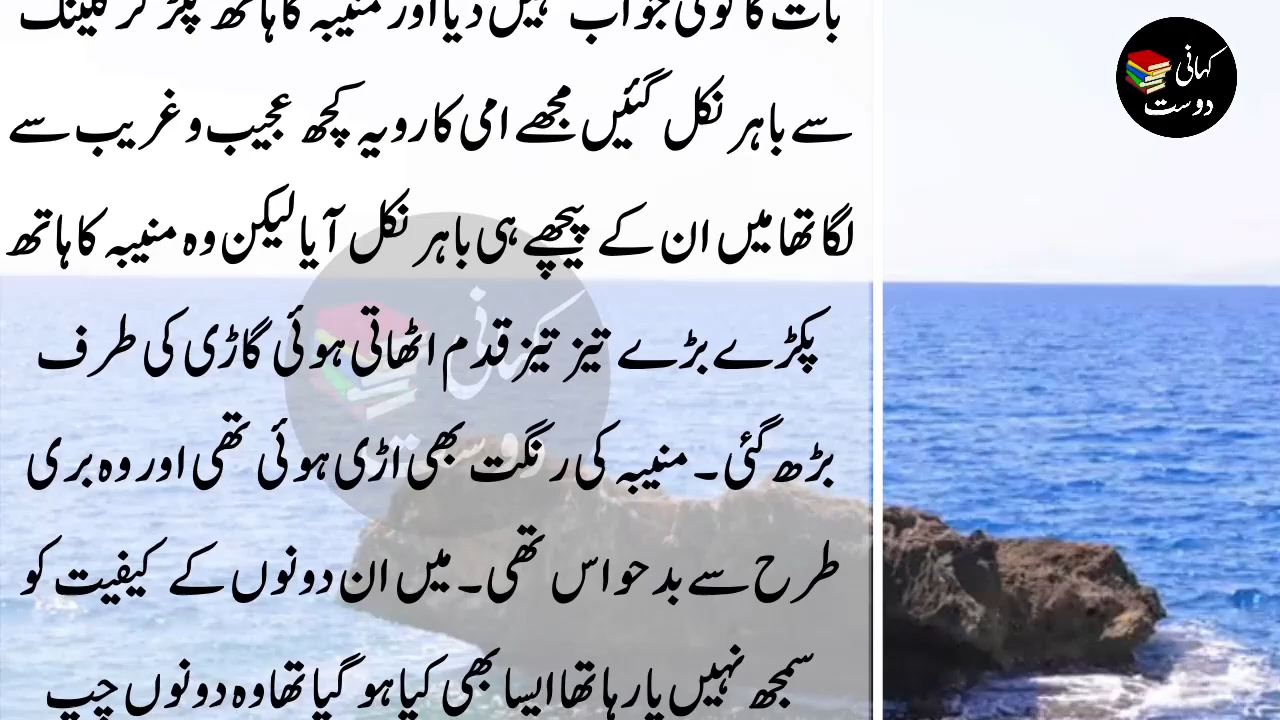 بات کا کوئی جواب نہیں دیا اور منیبہ کا ہاتھ پکڑ کر کلینک
سے باہر نکل گئیں مجھے امی کا رویہ کچھ عجیب و غریب سے
لگا تھا میں ان کے پیچھے ہی باہر نکل آیا لیکن وہ منیبہ کا ہاتھ
پکڑے بڑے تیز تیز قدم اٹھاتی ہوئی گاڑی کی طرف
بڑھ گئی۔ منیبہ کی رنگت بھی اڑی ہوئی تھی اور وہ بری
طرح سے بدحواس تھی۔ میں ان دونوں کے کیفیت کو
سمجھ نہیں پا رہا تھا ایسا بھی کیا ہو گیا تھا وہ دونوں چپ
کہانی
دوست
کہانی
دوست